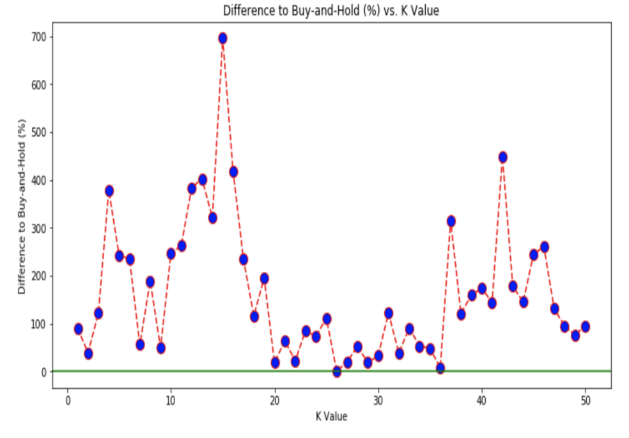 Difference to Buy-and-Hold (%) vs. K Value
Difference to Buy-and-Hold (%)
700
600
500
400
300
200
100
0
0 10 20 30 40 50
K Value